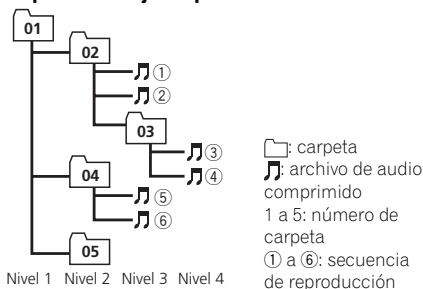 01
02
①
②
03
③
④
04
⑤
⑥
05
Nivel 1 Nivel 2 Nivel 3 Nivel 4
: carpeta
: archivo de audio
comprimido
1 a 5: número de
carpeta
① a ⑥: secuencia
de reproducción